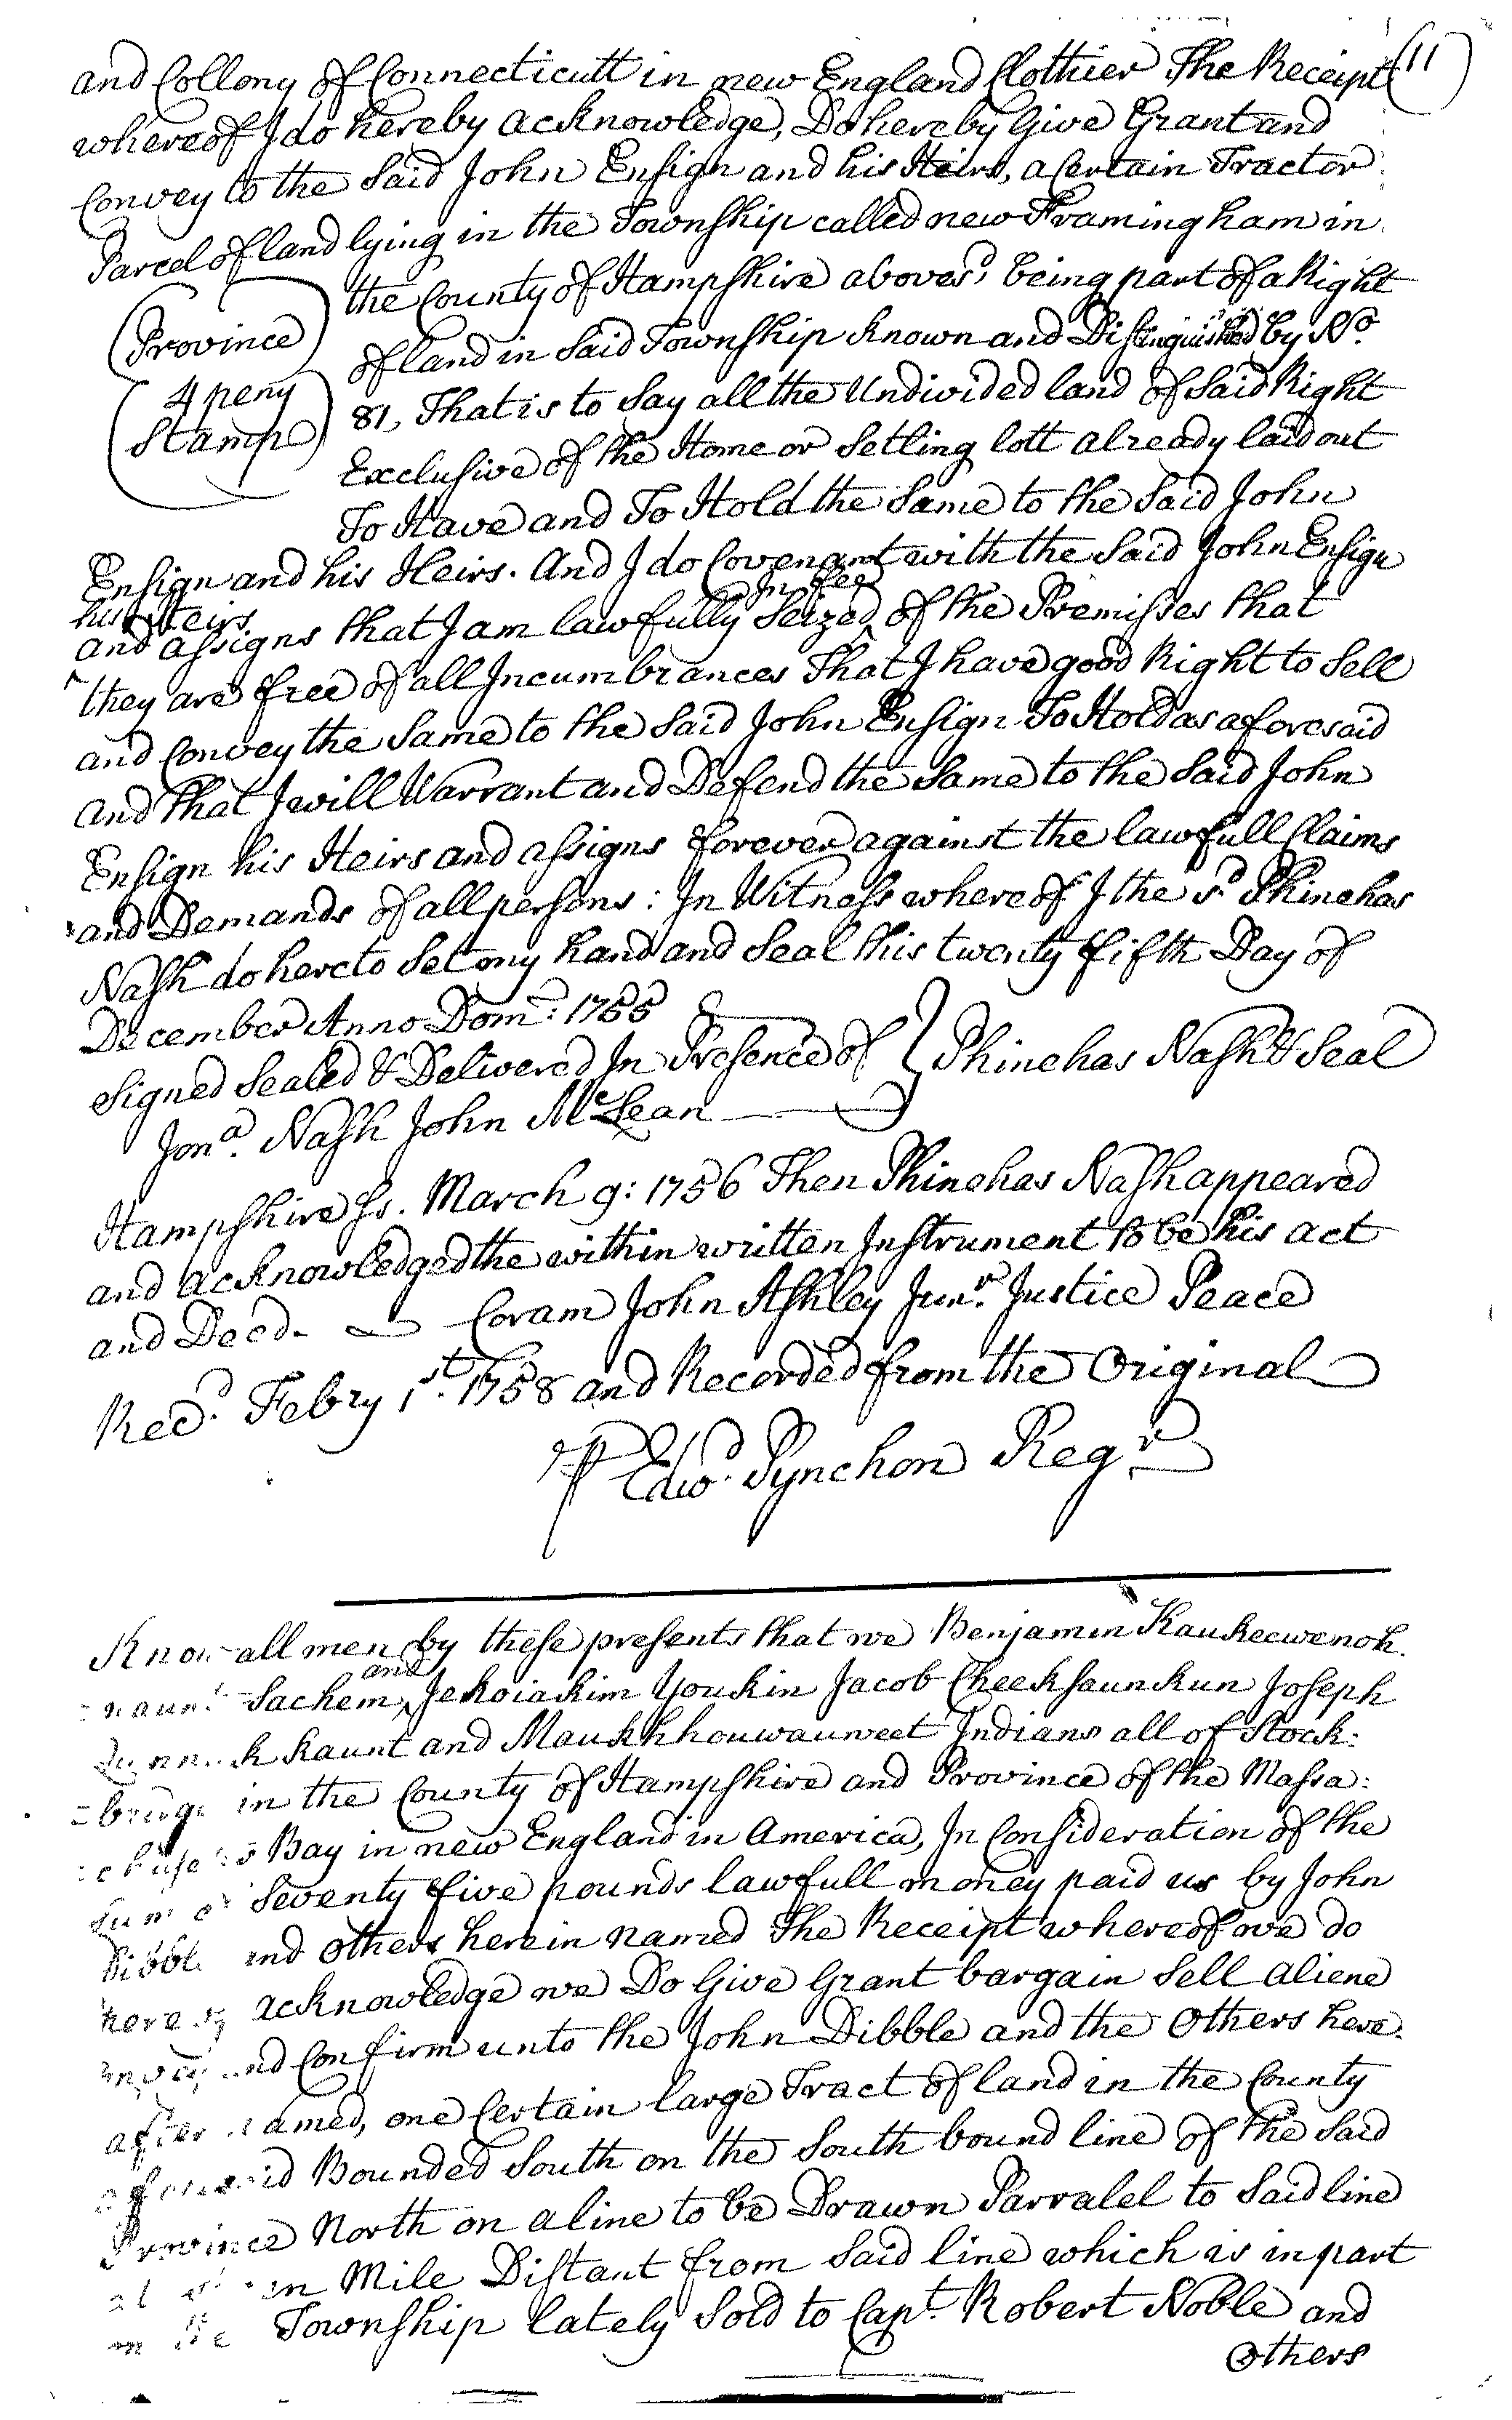 (11)
and Collony of Connecticutt in new England Clothier The Receipt
whereof I do hereby acknowledge, Do hereby Give Grant and
Convey to the Said John Ensign and his Heirs, a Certain Tract or
Parcel of land lying in the Township called new Framingham in
the County of Hampshire abovesd. being part of a Right
of land in Said Township known and Distinguished by No.
81, That is to Say all the Undivided land of Said Right
Exclusive of the Home or Setling lott already laid out
To Have and To Hold the Same to the Said John
Province
4 peny
Stamp
Ensign and his Heirs. And I do Covenant with the Said John Ensign
his Heirs In fee
and assigns that I am lawfully Seized of the Premisses that
they are free of all Incumbrances That I have good Right to Sell
and Convey the Same to the Said John Ensign To Hold as aforesaid
and that I will Warrant and Defend the Same to the Said John
Ensign his Heirs and assigns forever against the lawfull Claims
and Demands of all persons: In Witness whereof I the sd. Phinehas
Nash do hereto Set my hand and Seal this twenty fifth Day of
December Anno Dom: 1755
Signed Sealed & Delivered In Presence of } Phinehas Nash & Seal
Jona. Nash John McLean
Hampshire ss. March 9: 1756 Then Phinehas Nash appeared
and acknowledged the within written Instrument to be his act
and Deed. Coram John Ashley Junr. Justice Peace
Recd. Febry 1st. 1758 and Recorded from the Original
P Edwd. Pynchon Regr.
Know all men by these presents that we Benjamin Kaukeewenoh
and
naunt Sachem Jehoiakim Youkin Jacob Cheeksaunkun Joseph
kaunt and Maukhhouwauweet Indians all of Stock:
=bridge in the County of Hampshire and Province of the Massa:
chusetts Bay in new England in America, In Consideration of the
Sum of Seventy five pounds lawfull money paid us by John
Dibble and others herein named The Receipt whereof we do
hereby acknowledge we Do Give Grant bargain Sell aliene
convey and Confirm unto the John Dibble and the Others here.
after named, one Certain large Tract of land in the County
aforesaid Bounded South on the South bound line of the Said
Province North on a line to be Drawn Parralel to Said line
Mile Distant from Said line which is in part
on the Township lately Sold to Capt. Robert Noble and
Others